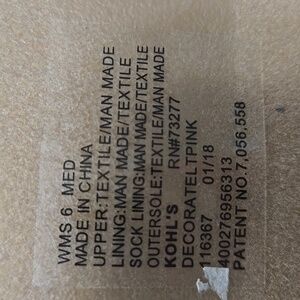 WMS 6 MED
MADE IN CHINA
UPPER:TEXTILE/MAN MADE
LINING:MAN MADE/TEXTILE
SOCK LINING:MAN MADE/TEXTILE
OUTERSOLE:TEXTILE/MAN MADE
KOHL'S RN#73277
DECORATELTPINK
116367 01/18
400276956313
PATENT NO.7,056,558